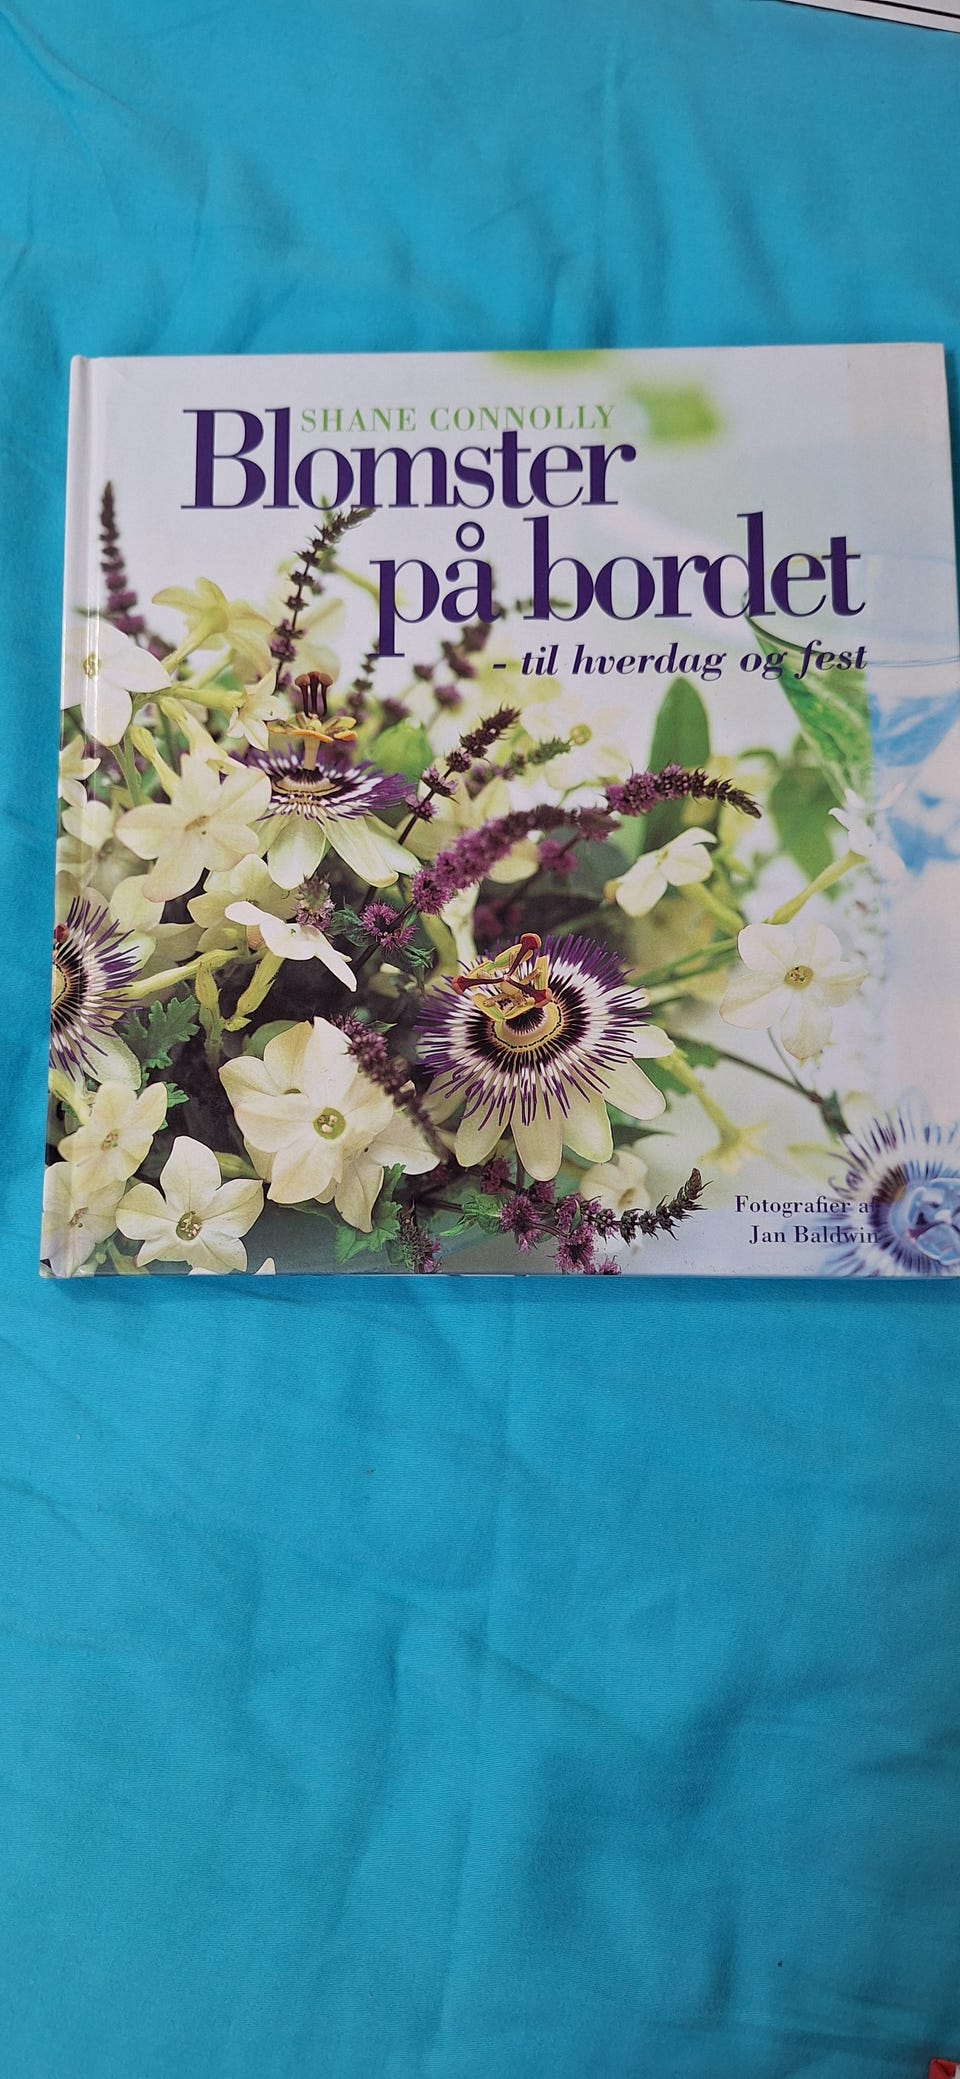 SHANE CONNOLLY
Blomster
på bordet
- til hverdag og fest
Fotografier af
Jan Baldwin